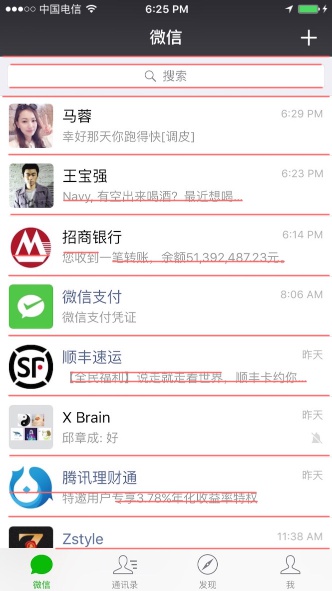 中国电信 6:25 PM
微信
搜索
马蓉 6:29 PM
幸好那天你跑得快[调皮]
王宝强 6:23 PM
Navy, 有空出来喝酒？最近想喝...
招商银行 6:14 PM
您收到一笔转账，余额51,392,487.23元。
微信支付 8:06 AM
微信支付凭证
SF
顺丰速运 昨天
【全民福利】说走就走看世界，顺丰卡约你...
X Brain 昨天
邱章成: 好
腾讯理财通 昨天
特邀用户专享3.78%年化收益率特权
Zstyle 11:38 AM
微信 通讯录 发现 我